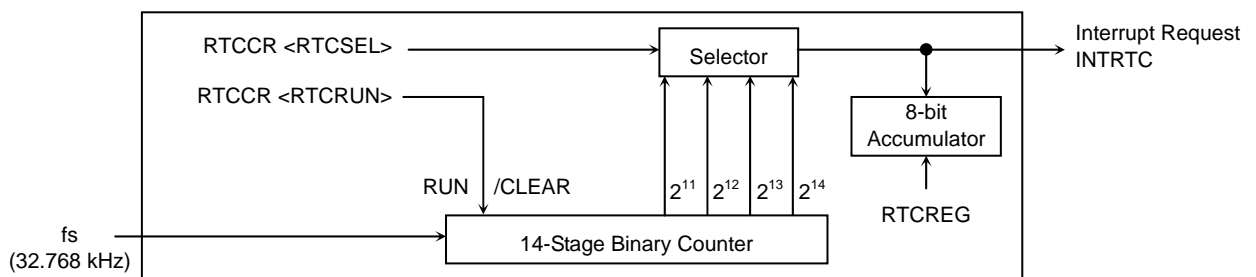 RTCCR <RTCSEL>
Selector
Interrupt Request
INTRTC
RTCCR <RTCRUN>
8-bit
Accumulator
RUN /CLEAR
2¹¹ 2¹² 2¹³ 2¹⁴
RTCREG
fs
(32.768 kHz)
14-Stage Binary Counter